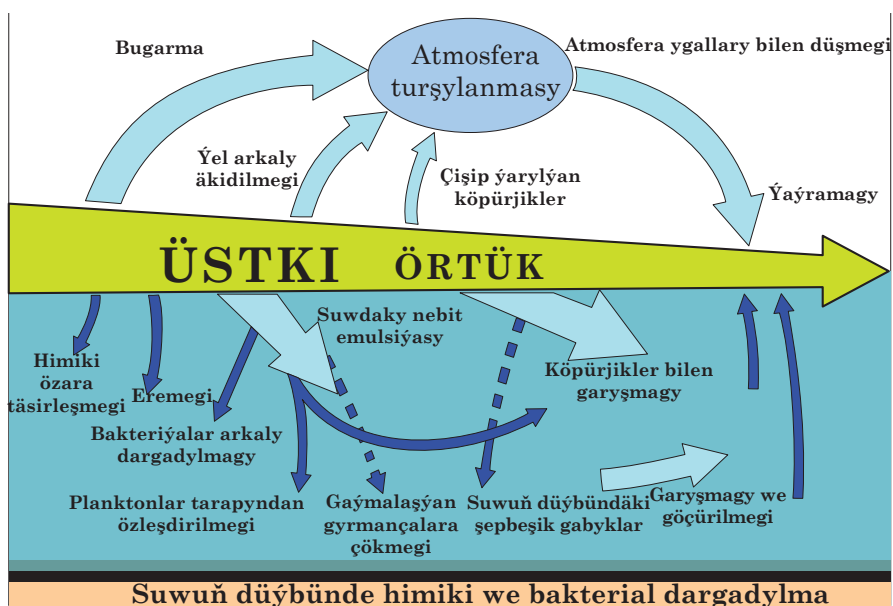 Bugarma
Atmosfera
turşylanmasy
Atmosfera ygallary bilen düşmegi
Ýel arkaly
äkidilmegi
Çişip ýarylýan
köpürjikler
Ýaýramagy
ÜSTKI ÖRTÜK
Suwdaky nebit
emulsiýasy
Himiki
özara
täsirleşmegi
Eremegi
Köpürjikler bilen
garyşmagy
Bakteriýalar arkaly
dargadylmagy
Planktonlar tarapyndan
özleşdirilmegi
Gaýmalaşýan
gyrmançalara
çökmegi
Suwuň düýbündäki
şepbeşik gabyklar
Garyşmagy we
göçürilmegi
Suwuň düýbünde himiki we bakterial dargadylma